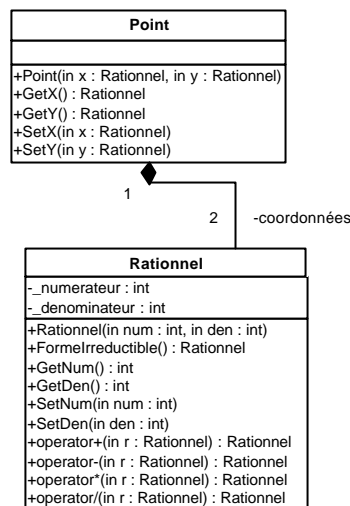 Point
+Point(in x : Rationnel, in y : Rationnel)
+GetX() : Rationnel
+GetY() : Rationnel
+SetX(in x : Rationnel)
+SetY(in y : Rationnel)
1
2
-coordonnées
Rationnel
-_numerateur : int
-_denominateur : int
+Rationnel(in num : int, in den : int)
+FormeIrreductible() : Rationnel
+GetNum() : int
+GetDen() : int
+SetNum(in num : int)
+SetDen(in den : int)
+operator+(in r : Rationnel) : Rationnel
+operator-(in r : Rationnel) : Rationnel
+operator*(in r : Rationnel) : Rationnel
+operator/(in r : Rationnel) : Rationnel